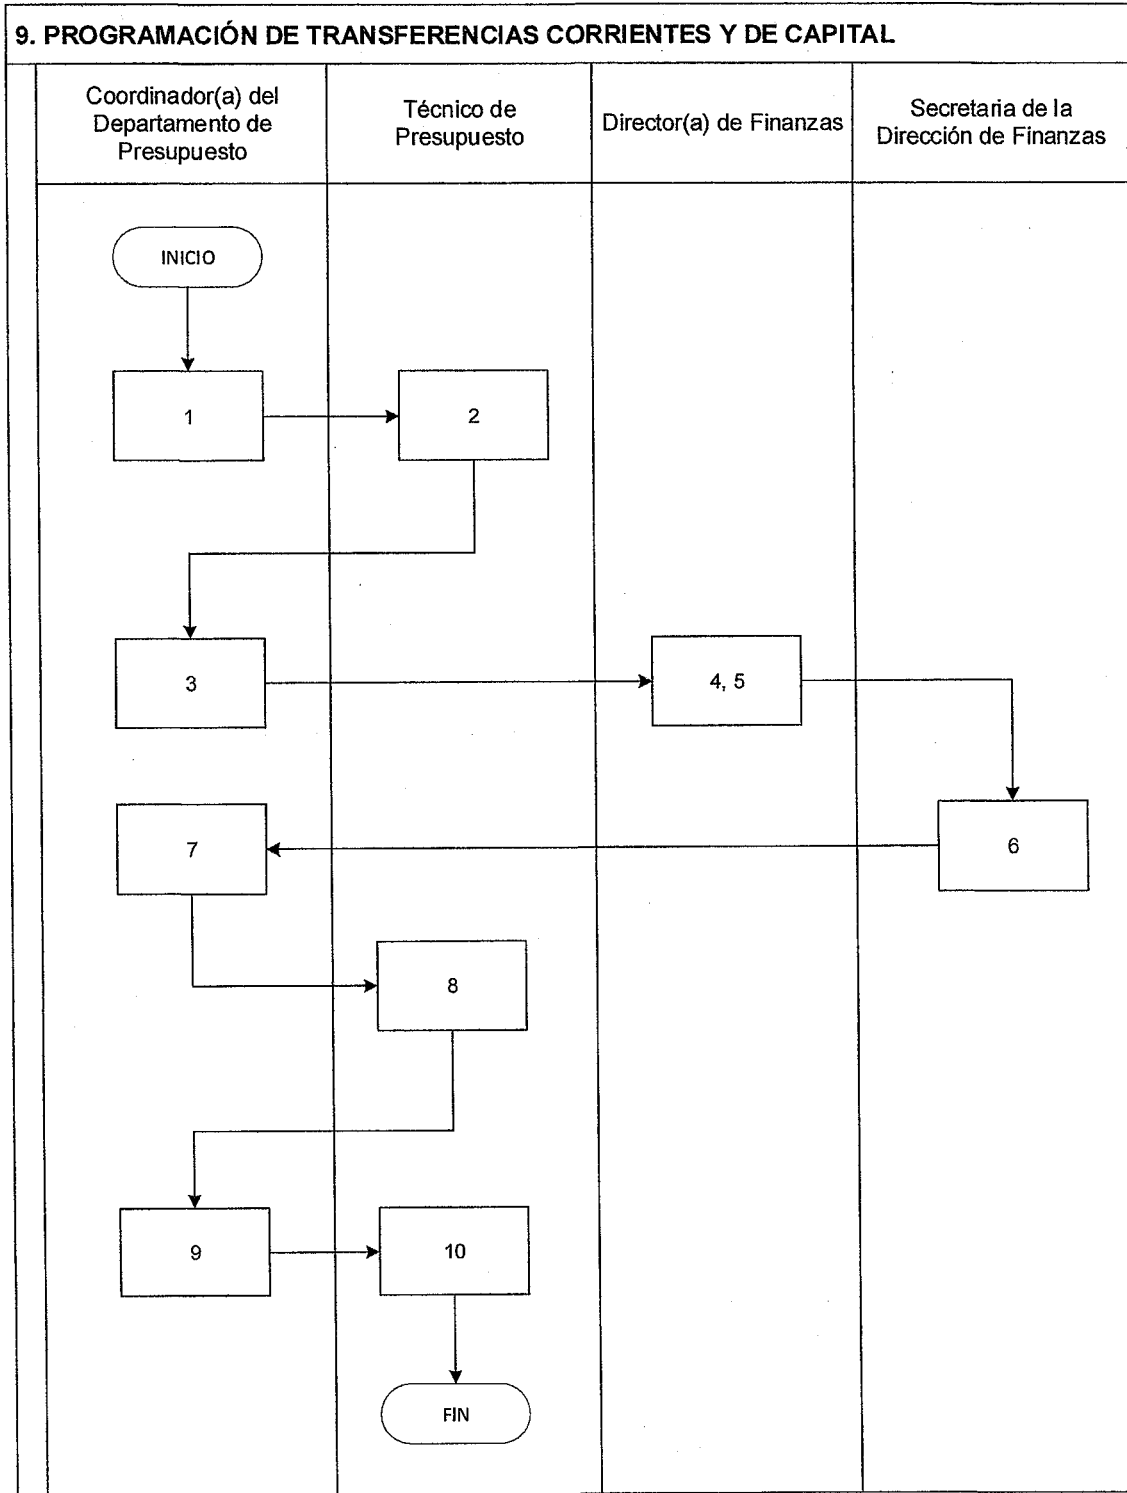 9. PROGRAMACIÓN DE TRANSFERENCIAS CORRIENTES Y DE CAPITAL
Coordinador(a) del
Departamento de
Presupuesto
Técnico de
Presupuesto
Director(a) de Finanzas
Secretaria de la
Dirección de Finanzas
INICIO
1
2
3
4, 5
6
7
8
9
10
FIN